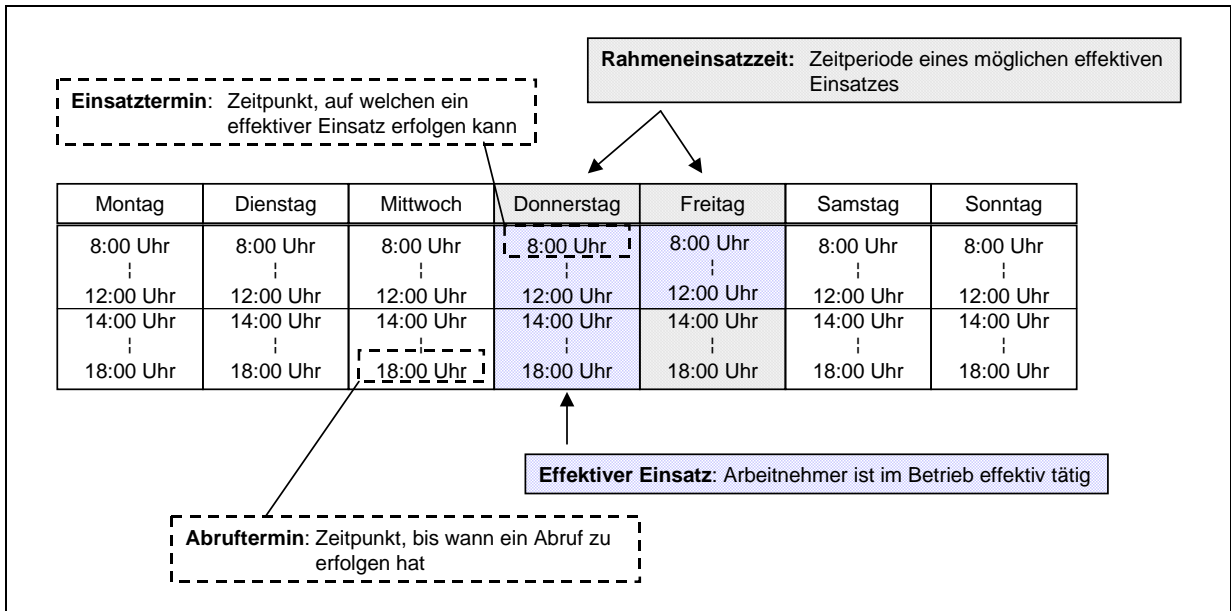 Rahmeneinsatzzeit: Zeitperiode eines möglichen effektiven
Einsatzes
Einsatztermin: Zeitpunkt, auf welchen ein
effektiver Einsatz erfolgen kann
Montag Dienstag Mittwoch Donnerstag Freitag Samstag Sonntag
8:00 Uhr 8:00 Uhr 8:00 Uhr 8:00 Uhr 8:00 Uhr 8:00 Uhr 8:00 Uhr
12:00 Uhr 12:00 Uhr 12:00 Uhr 12:00 Uhr 12:00 Uhr 12:00 Uhr 12:00 Uhr
14:00 Uhr 14:00 Uhr 14:00 Uhr 14:00 Uhr 14:00 Uhr 14:00 Uhr 14:00 Uhr
18:00 Uhr 18:00 Uhr 18:00 Uhr 18:00 Uhr 18:00 Uhr 18:00 Uhr 18:00 Uhr
Effektiver Einsatz: Arbeitnehmer ist im Betrieb effektiv tätig
Abruftermin: Zeitpunkt, bis wann ein Abruf zu
erfolgen hat